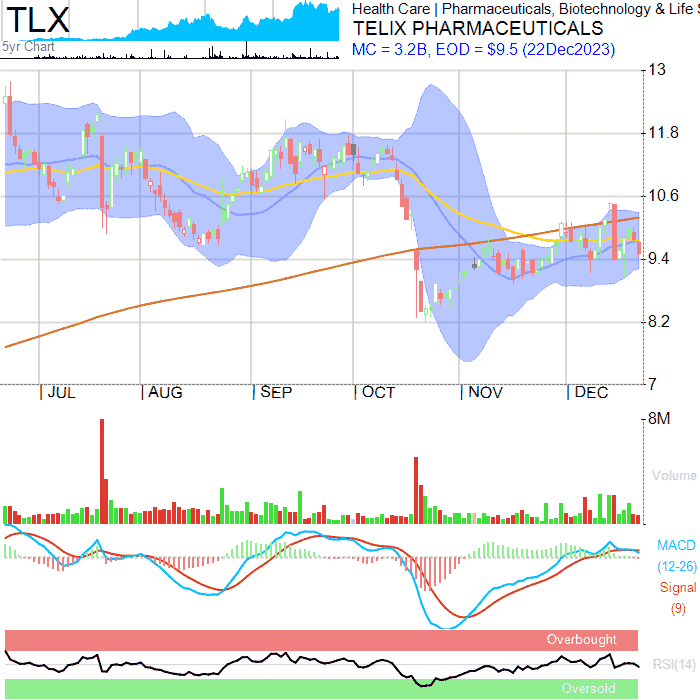 TLX
5yr Chart
Health Care | Pharmaceuticals, Biotechnology & Life S
TELIX PHARMACEUTICALS
MC = 3.2B, EOD = $9.5 (22Dec2023)
13
11.8
10.6
9.4
8.2
7
| JUL | AUG | SEP | OCT | NOV | DEC
8M
Volume
MACD
(12-26)
Signal
(9)
Overbought
RSI(14)
Oversold